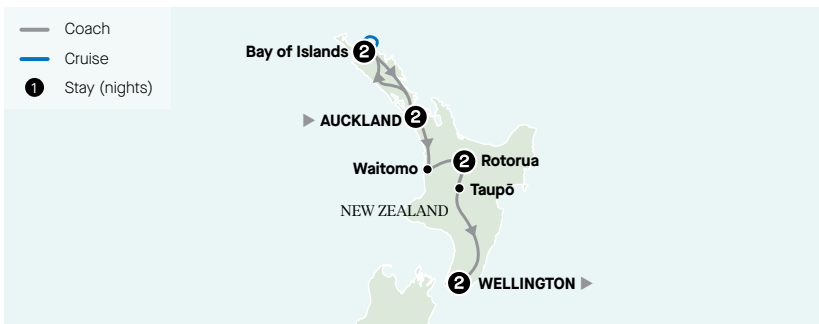 Coach
Cruise
1 Stay (nights)
Bay of Islands 2
AUCKLAND 2
Waitomo
2 Rotorua
Taupō
NEW ZEALAND
2 WELLINGTON